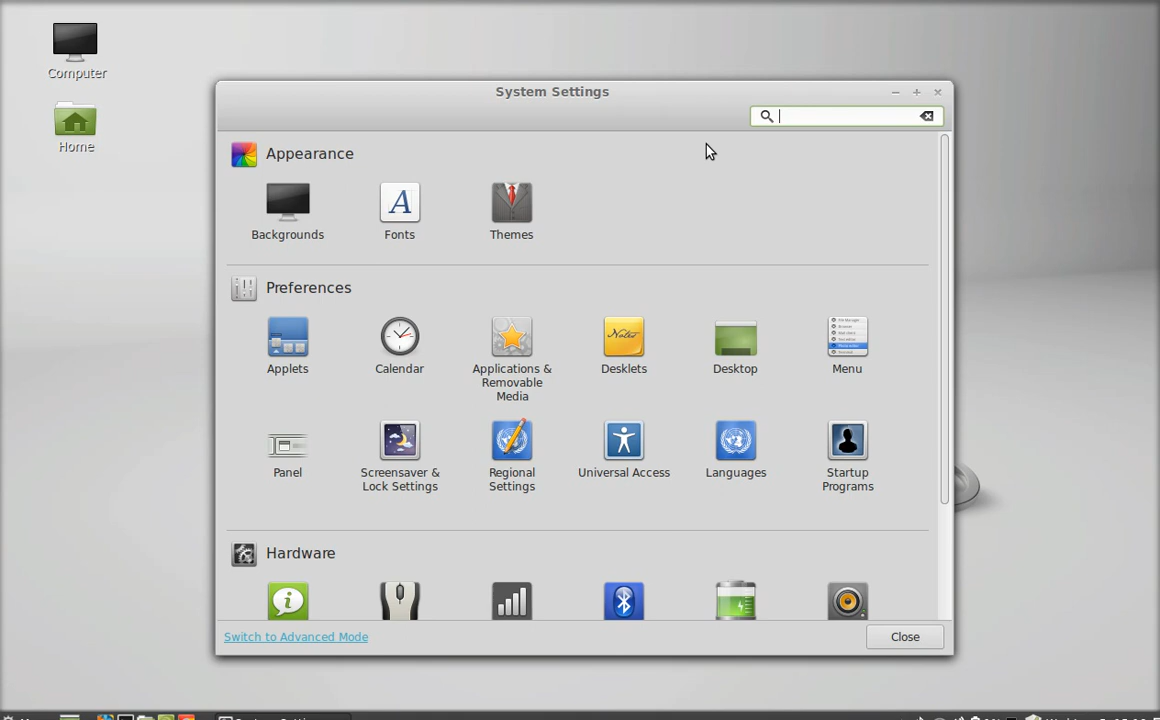 Computer
Home
System Settings
Appearance
Backgrounds
Fonts
Themes
Preferences
Applets
Calendar
Applications &
Removable
Media
Desklets
Desktop
Menu
Panel
Screensaver &
Lock Settings
Regional
Settings
Universal Access
Languages
Startup
Programs
Hardware
Switch to Advanced Mode
Close